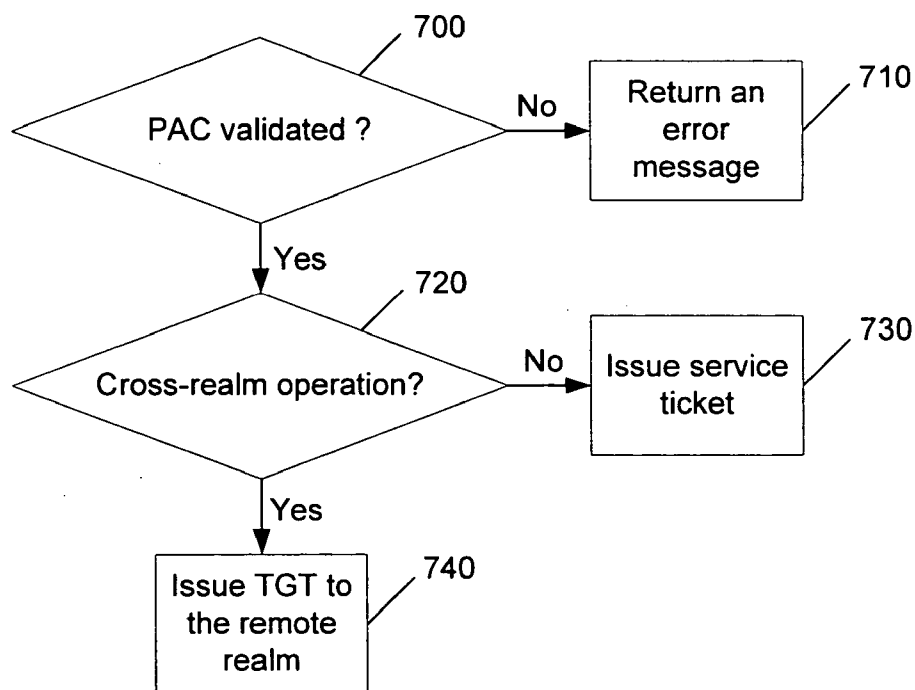 700
PAC validated ?
No
Return an
error
message
710
Yes
720
Cross-realm operation?
No
Issue service
ticket
730
Yes
Issue TGT to
the remote
realm
740